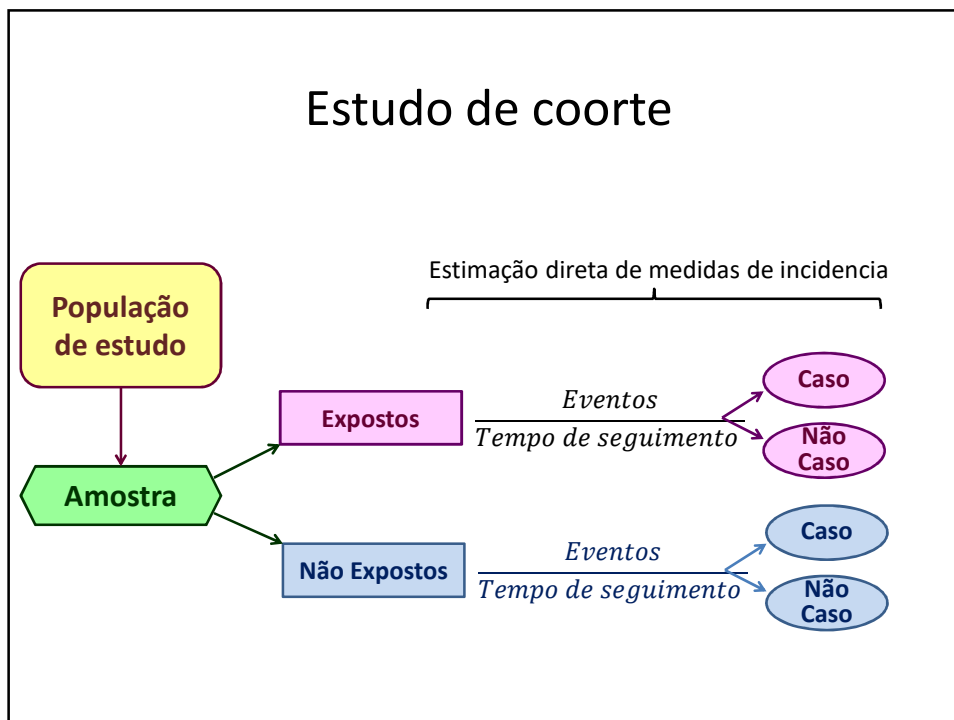 Estudo de coorte
Estimação direta de medidas de incidencia
População
de estudo
Amostra
Expostos
Eventos
Tempo de seguimento
Caso
Não
Caso
Não Expostos
Eventos
Tempo de seguimento
Caso
Não
Caso